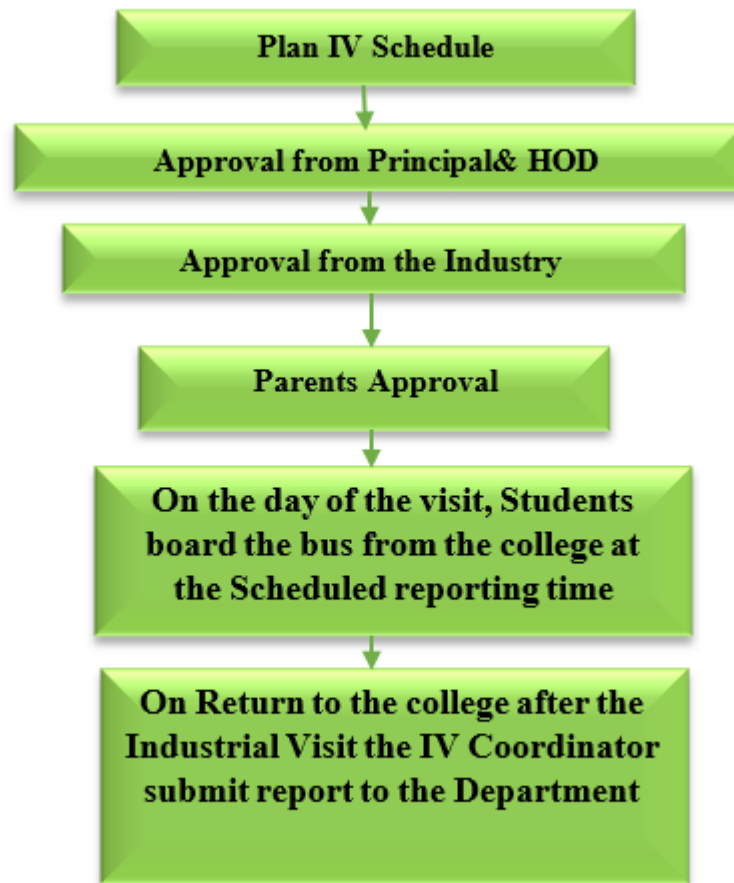 Plan IV Schedule
Approval from Principal& HOD
Approval from the Industry
Parents Approval
On the day of the visit, Students
board the bus from the college at
the Scheduled reporting time
On Return to the college after the
Industrial Visit the IV Coordinator
submit report to the Department